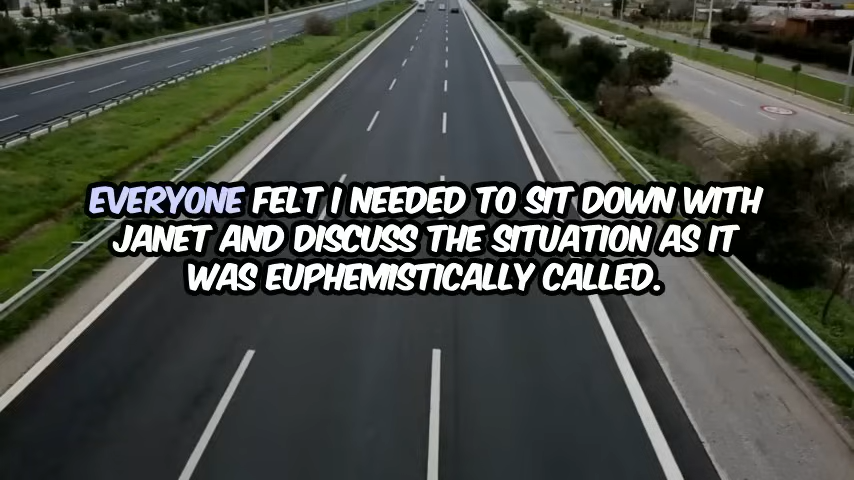 EVERYONE FELT I NEEDED TO SIT DOWN WITH
JANET AND DISCUSS THE SITUATION AS IT
WAS EUPHEMISTICALLY CALLED.